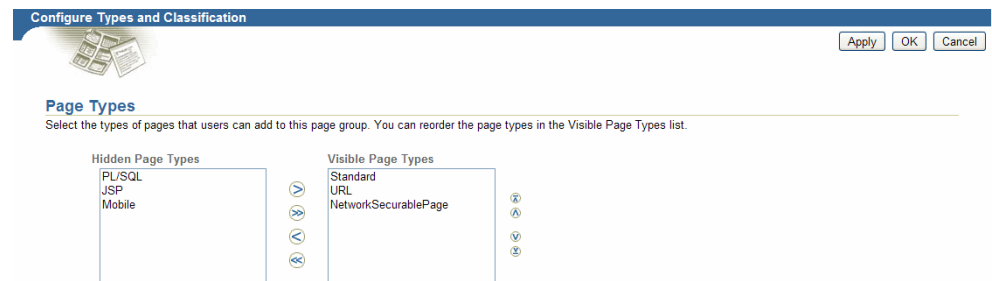 Configure Types and Classification
Apply OK Cancel
Page Types
Select the types of pages that users can add to this page group. You can reorder the page types in the Visible Page Types list.
Hidden Page Types
PL/SQL
JSP
Mobile
Visible Page Types
Standard
URL
NetworkSecurablePage